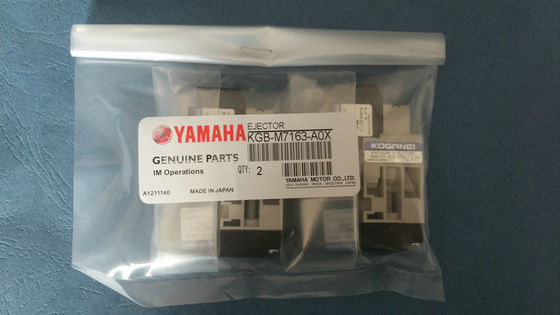 YAMAHA
EJECTOR
KGB-M7163-A0X
GENUINE PARTS
IM Operations
QTY: 2
YAMAHA MOTOR CO.,LTD.
A1211140
MADE IN JAPAN
KOGANEI